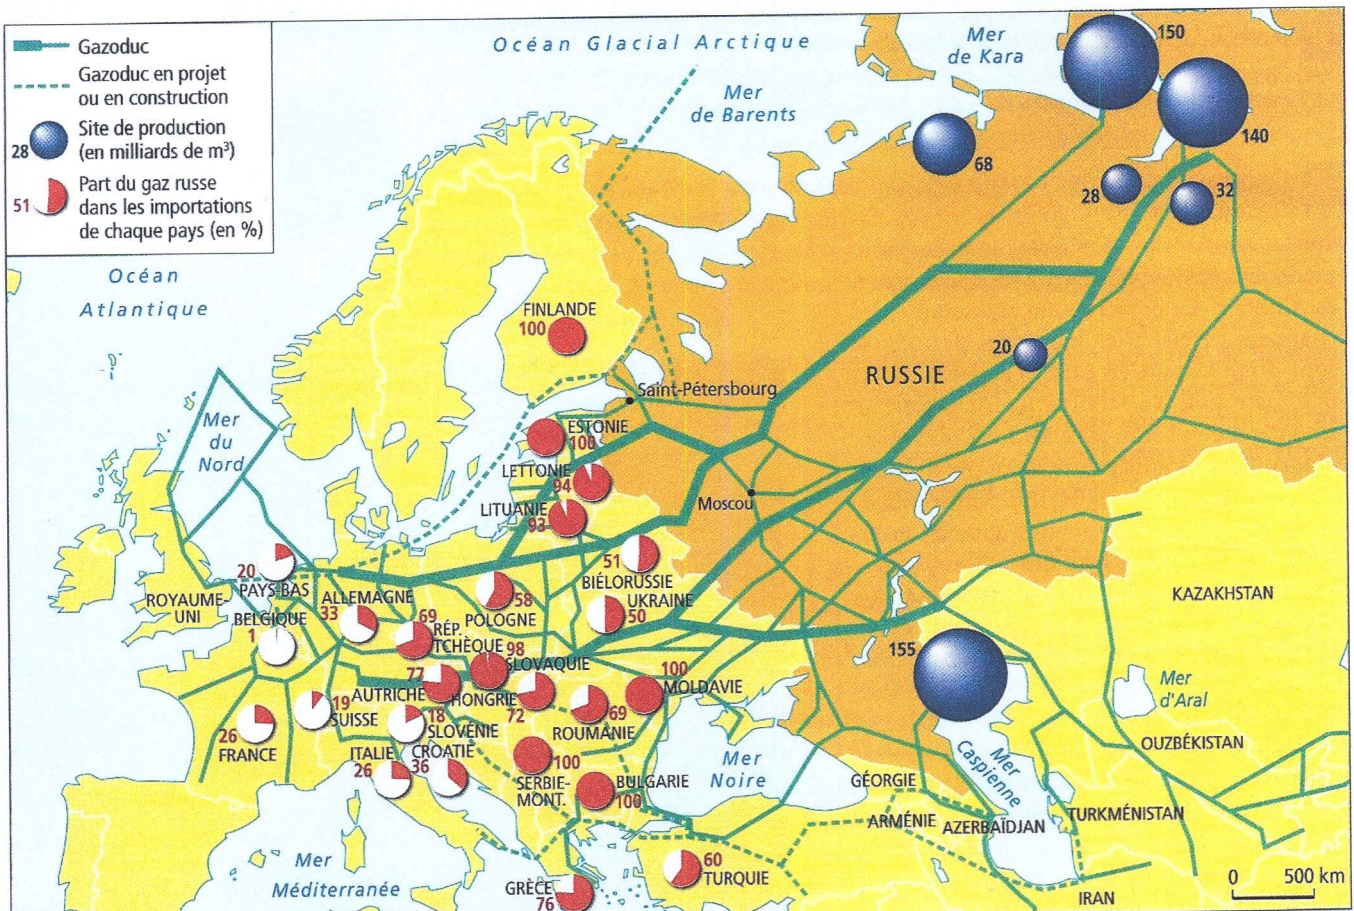 Gazoduc
Gazoduc en projet
ou en construction
28
Site de production
(en milliards de m³)
51
Part du gaz russe
dans les importations
de chaque pays (en %)
Océan Glacial Arctique
Mer
de Kara
Mer
de Barents
150
140
68
28
32
20
155
Océan
Atlantique
Mer
du
Nord
FINLANDE
100
RUSSIE
Saint-Pétersbourg
Moscou
ESTONIE
100
LETTONIE
94
LITUANIE
93
51
BIÉLORUSSIE
UKRAINE
50
20
PAYS-BAS
ROYAUME-
UNI
BELGIQUE
1
ALLEMAGNE
33
58
POLOGNE
69
RÉP.
TCHÈQUE
98
SLOVAQUIE
77
AUTRICHE
HONGRIE
72
100
MOLDAVIE
69
ROUMANIE
19
SUISSE
26
FRANCE
18
SLOVÉNIE
ITALIE
26
CROATIE
36
100
SERBIE-
MONT.
BULGARIE
100
GRÈCE
76
60
TURQUIE
Mer
Noire
GÉORGIE
ARMÉNIE
AZERBAÏDJAN
Mer
Caspienne
KAZAKHSTAN
Mer
d'Aral
OUZBÉKISTAN
TURKMÉNISTAN
IRAN
Mer
Méditerranée
0 500 km